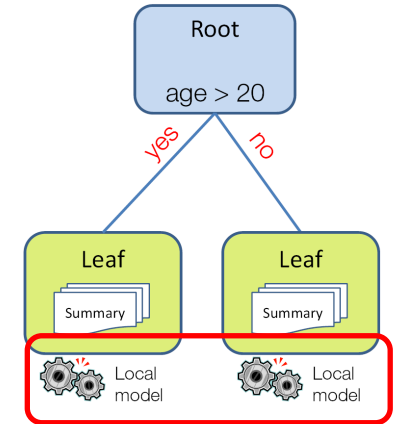 Root
age > 20
yes
no
Leaf
Leaf
Summary
Summary
Local
model
Local
model